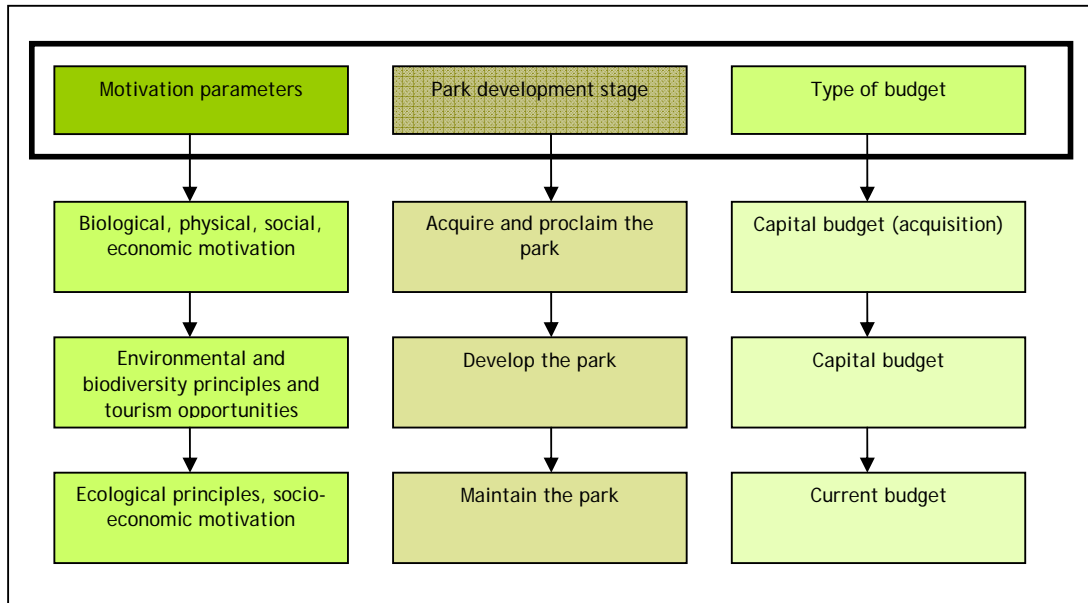 Motivation parameters
Park development stage
Type of budget
Biological, physical, social,
economic motivation
Acquire and proclaim the
park
Capital budget (acquisition)
Environmental and
biodiversity principles and
tourism opportunities
Develop the park
Capital budget
Ecological principles, socio-
economic motivation
Maintain the park
Current budget